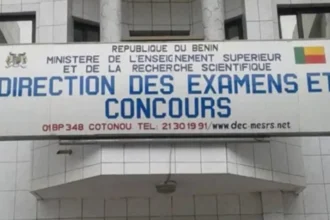 REPUBLIQUE DU BENIN
MINISTERE DE L'ENSEIGNEMENT SUPERIEUR
ET DE LA RECHERCHE SCIENTIFIQUE
DIRECTION DES EXAMENS ET
CONCOURS
01BP 348 COTONOU TEL. 21 30 19 91/www.dec-mesrs.net